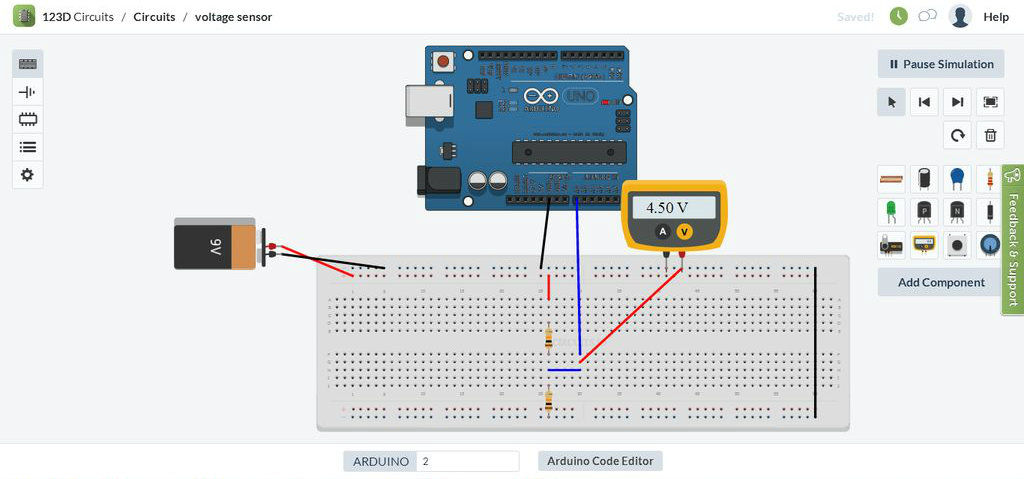 123D Circuits / Circuits / voltage sensor
Saved!
Help
Pause Simulation
UNO
ARDUINO
4.50 V
A
V
9V
P
N
Feedback & Support
Add Component
ARDUINO
2
Arduino Code Editor